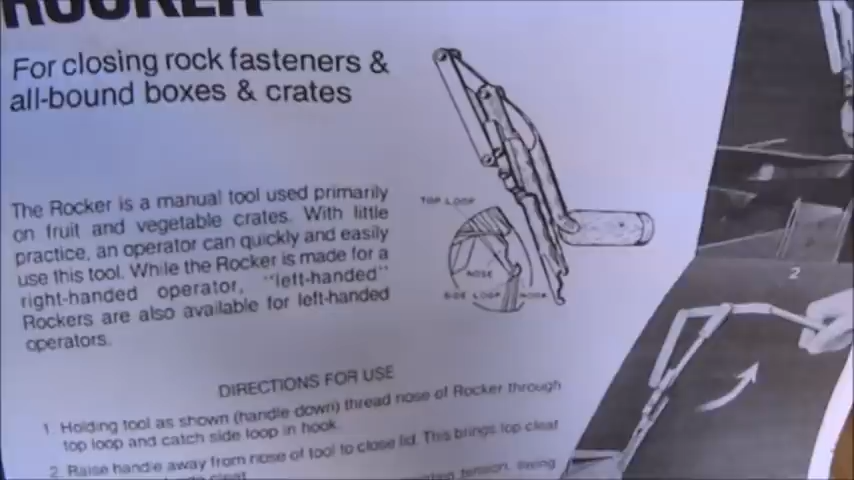 ROCKER
For closing rock fasteners &
all-bound boxes & crates
The Rocker is a manual tool used primarily
on fruit and vegetable crates. With little
practice, an operator can quickly and easily
use this tool. While the Rocker is made for a
right-handed operator, "left-handed"
Rockers are also available for left-handed
operators.
TOP LOOP
NOSE
SIDE LOOP HOOK
2
DIRECTIONS FOR USE
1. Holding tool as shown (handle down) thread nose of Rocker through
top loop and catch side loop in hook.
2. Raise handle away from nose of tool to close lid. This brings top cleat
cleat
tension, swing